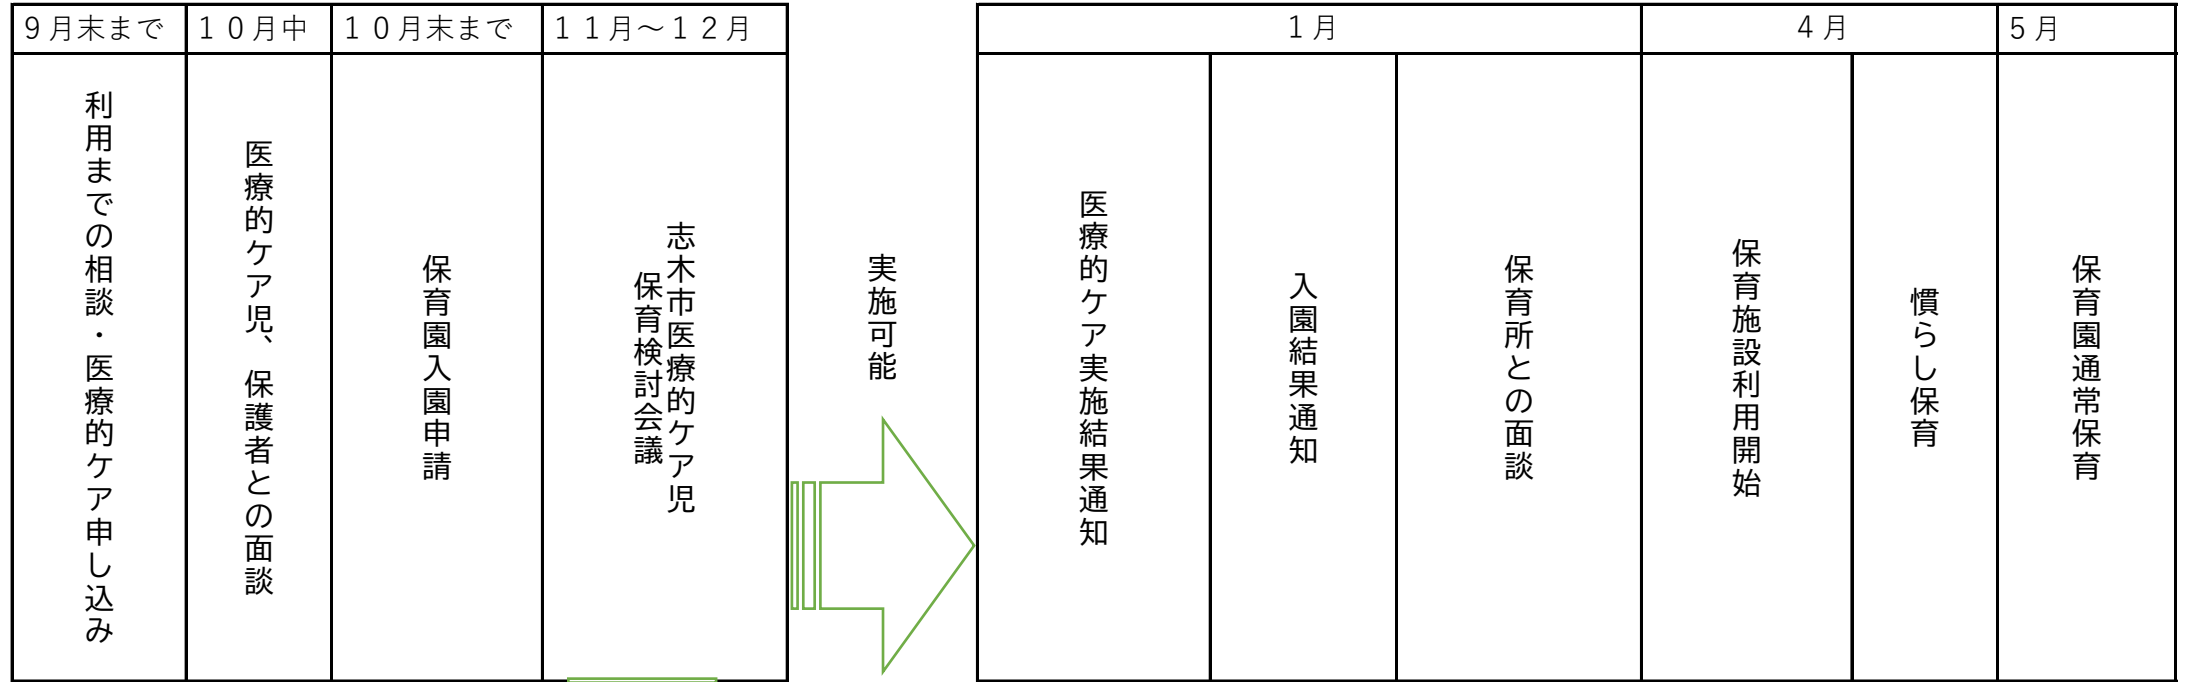 ９月末まで
１０月中
１０月末まで
１１月～１２月
１月
４月
５月
利用までの相談・医療的ケア申し込み
医療的ケア児、保護者との面談
保育園入園申請
志木市医療的ケア児
保育検討会議
実施可能
医療的ケア実施結果通知
入園結果通知
保育所との面談
保育施設利用開始
慣らし保育
保育園通常保育